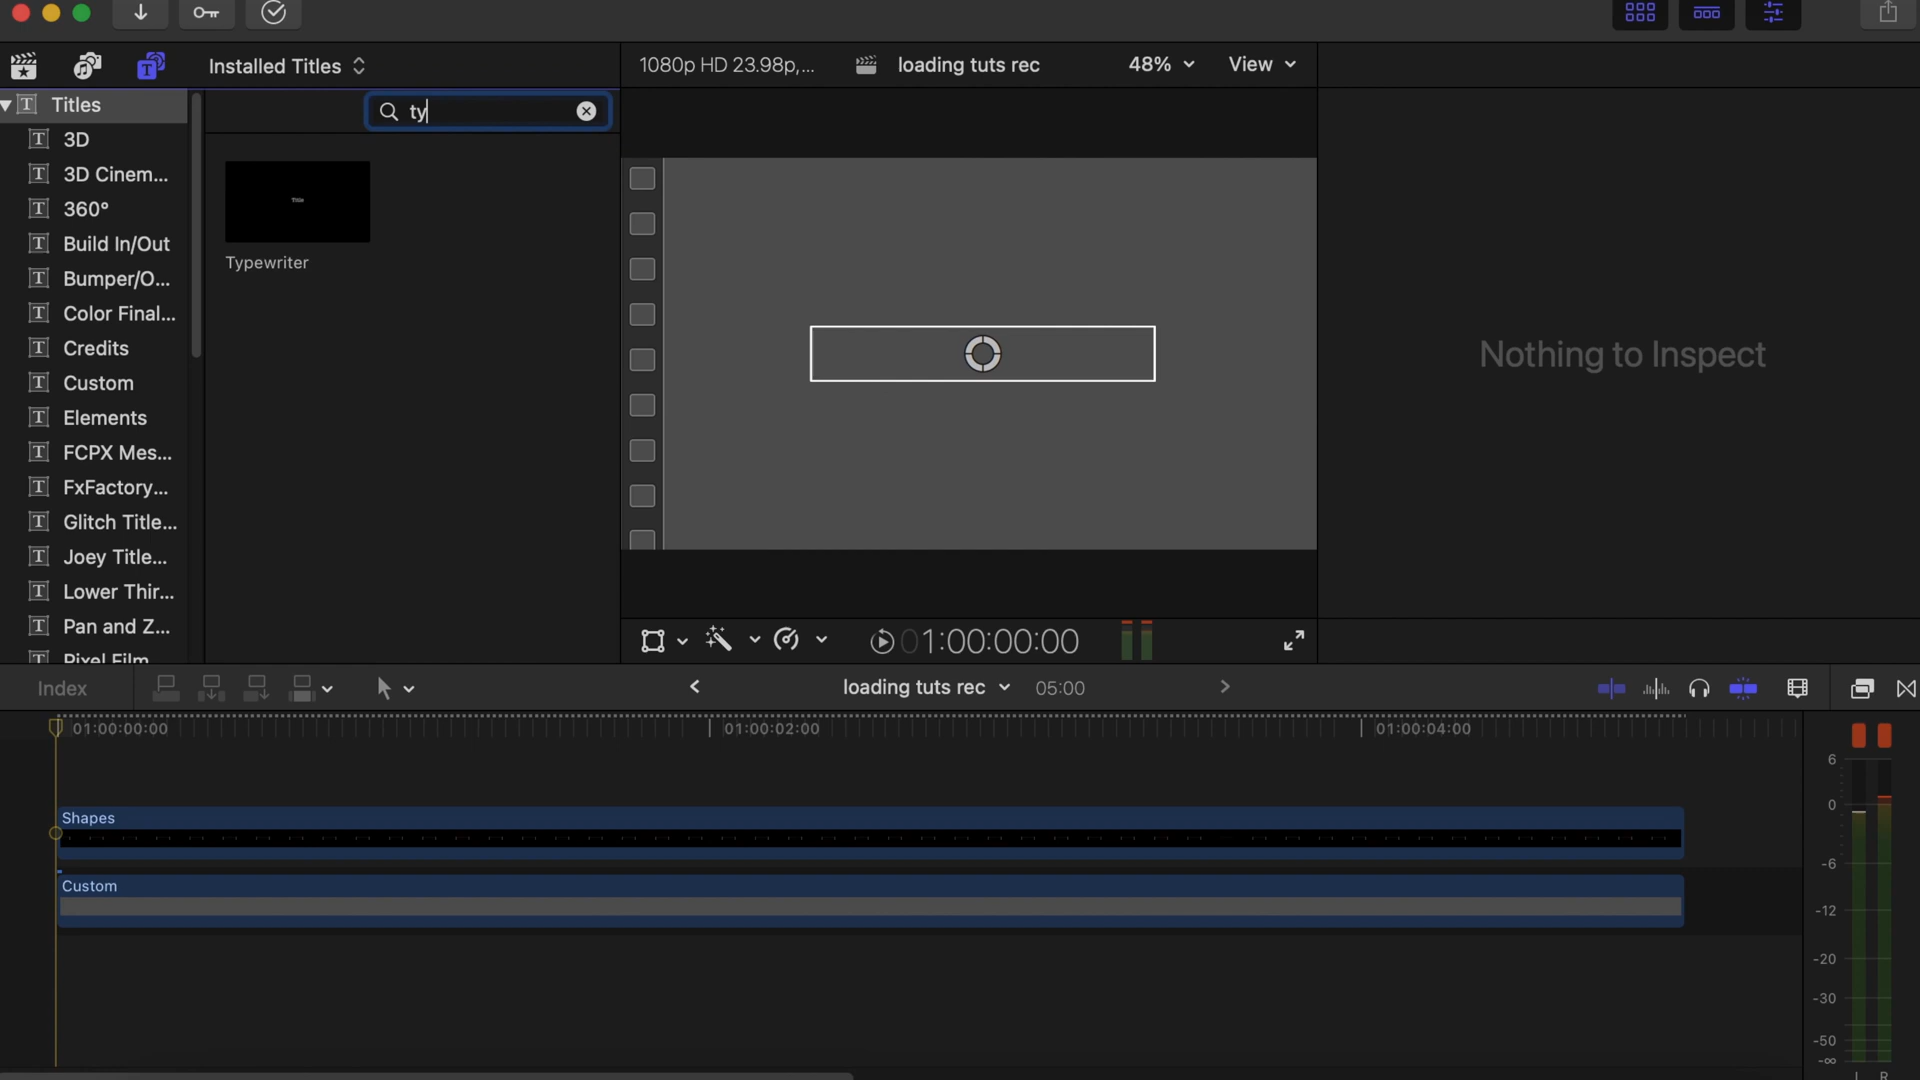 Installed Titles
1080p HD 23.98p,...
loading tuts rec
48%
View
Titles
ty
3D
3D Cinem...
360°
Build In/Out
Bumper/O...
Color Final...
Credits
Custom
Elements
FCPX Mes...
FxFactory...
Glitch Title...
Joey Title...
Lower Thir...
Pan and Z...
Pixel Film
Title
Typewriter
Nothing to Inspect
01:00:00:00
Index
loading tuts rec
05:00
01:00:00:00
01:00:02:00
01:00:04:00
Shapes
Custom
6
0
-6
-12
-20
-30
-50
-∞
L R